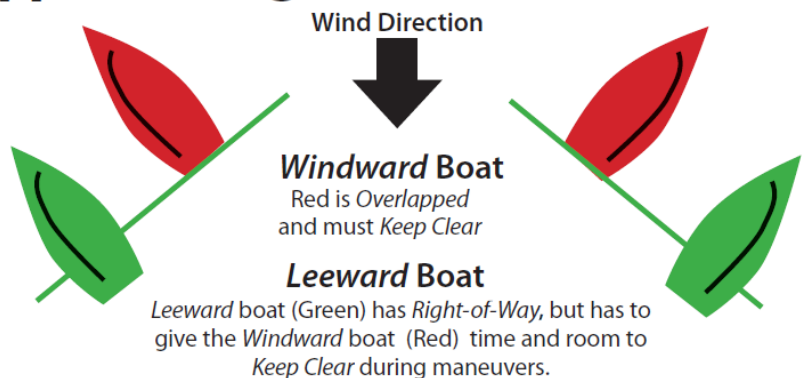 Wind Direction
Windward Boat
Red is Overlapped
and must Keep Clear
Leeward Boat
Leeward boat (Green) has Right-of-Way, but has to
give the Windward boat (Red) time and room to
Keep Clear during maneuvers.